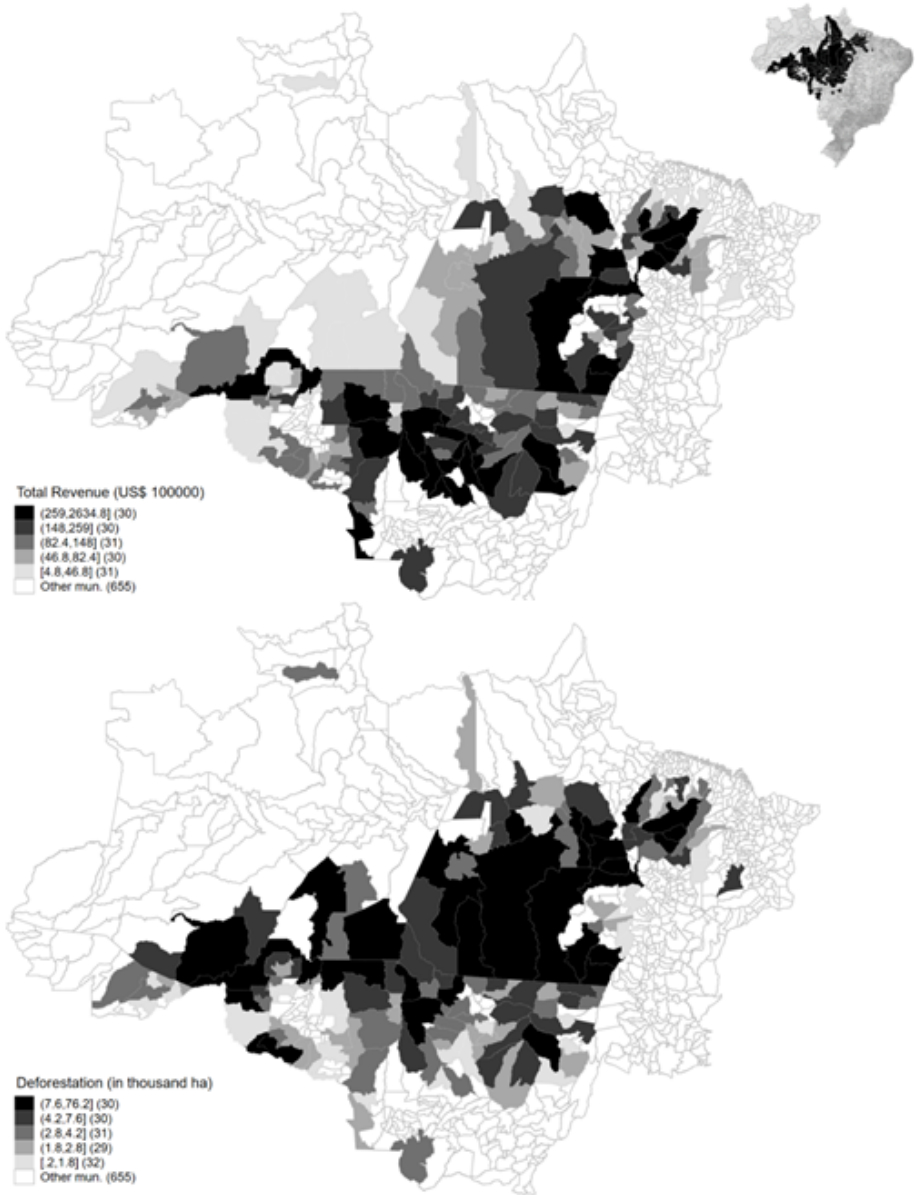 Total Revenue (US$ 100000)
(259,2634.8] (30)
(148,259] (30)
(82.4,148] (31)
(46.8,82.4] (30)
[4.8,46.8] (31)
Other mun. (655)
Deforestation (in thousand ha)
(7.6,76.2] (30)
(4.2,7.6] (30)
(2.8,4.2] (31)
(1.8,2.8] (29)
[.2,1.8] (32)
Other mun. (655)